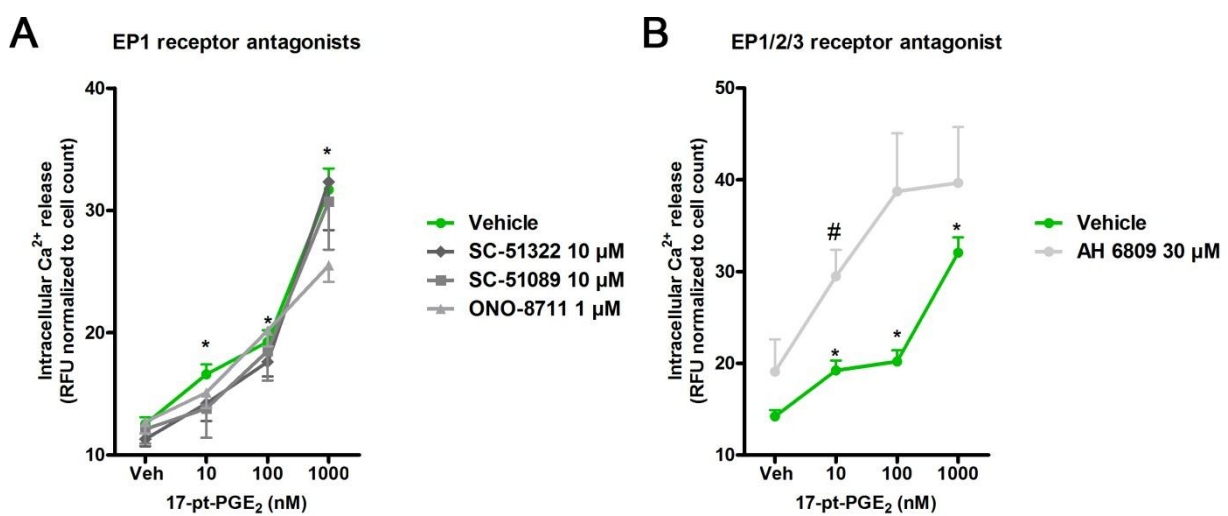 A
EP1 receptor antagonists
Intracellular Ca²⁺ release
(RFU normalized to cell count)
40
30
20
10
*
*
*
Veh
10
100
1000
17-pt-PGE₂ (nM)
Vehicle
SC-51322 10 µM
SC-51089 10 µM
ONO-8711 1 µM
B
EP1/2/3 receptor antagonist
Intracellular Ca²⁺ release
(RFU normalized to cell count)
50
40
30
20
10
#
*
*
*
Veh
10
100
1000
17-pt-PGE₂ (nM)
Vehicle
AH 6809 30 µM